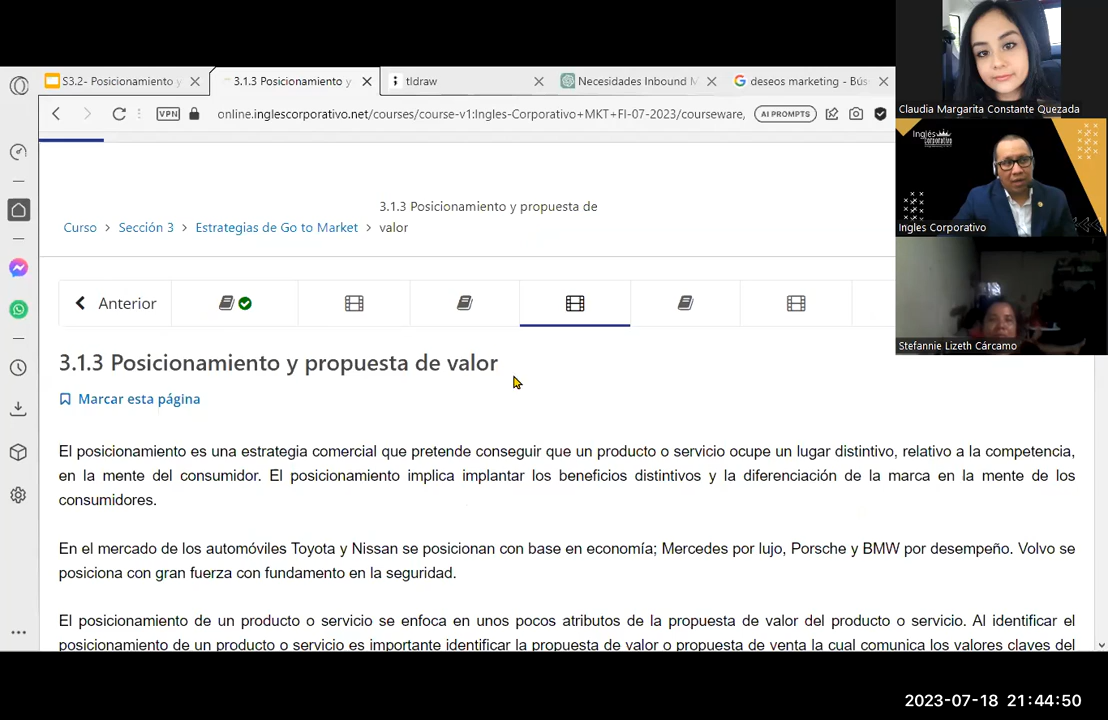 S3.2- Posicionamiento y
3.1.3 Posicionamiento y
tldraw
Necesidades Inbound M
deseos marketing - Bús
VPN
online.inglescorporativo.net/courses/course-v1:Ingles-Corporativo+MKT+FI-07-2023/courseware,
AI PROMPTS
Claudia Margarita Constante Quezada
Inglés
Corporativo
Ingles Corporativo
Stefannie Lizeth Cárcamo
Curso > Sección 3 > Estrategias de Go to Market >
3.1.3 Posicionamiento y propuesta de
valor
Anterior
3.1.3 Posicionamiento y propuesta de valor
Marcar esta página
El posicionamiento es una estrategia comercial que pretende conseguir que un producto o servicio ocupe un lugar distintivo, relativo a la competencia,
en la mente del consumidor. El posicionamiento implica implantar los beneficios distintivos y la diferenciación de la marca en la mente de los
consumidores.
En el mercado de los automóviles Toyota y Nissan se posicionan con base en economía; Mercedes por lujo, Porsche y BMW por desempeño. Volvo se
posiciona con gran fuerza con fundamento en la seguridad.
El posicionamiento de un producto o servicio se enfoca en unos pocos atributos de la propuesta de valor del producto o servicio. Al identificar el
posicionamiento de un producto o servicio es importante identificar la propuesta de valor o propuesta de venta la cual comunica los valores claves del
2023-07-18 21:44:50